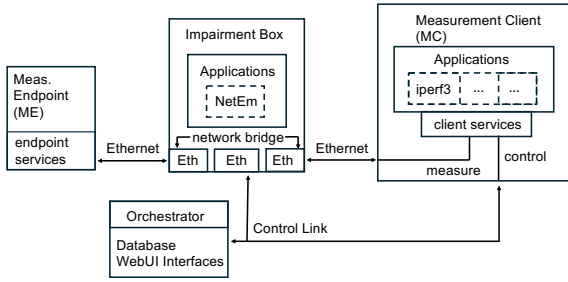 Meas.
Endpoint
(ME)
endpoint
services
Ethernet
Impairment Box
Applications
NetEm
network bridge
Eth
Eth
Eth
Ethernet
Measurement Client
(MC)
Applications
iperf3
...
...
client services
measure
control
Orchestrator
Database
WebUI Interfaces
Control Link